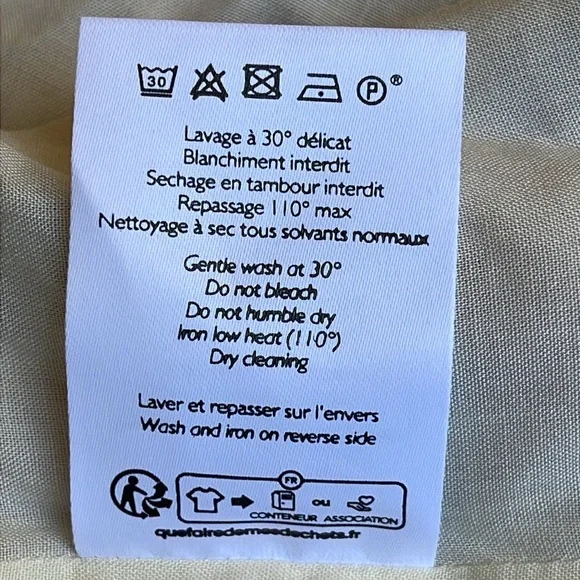 30
P ®
Lavage à 30° délicat
Blanchiment interdit
Sechage en tambour interdit
Repassage 110° max
Nettoyage à sec tous solvants normaux
Gentle wash at 30°
Do not bleach
Do not humble dry
Iron low heat (110°)
Dry cleaning
Laver et repasser sur l'envers
Wash and iron on reverse side
FR
ou
CONTENEUR ASSOCIATION
quefairedemesdechets.fr